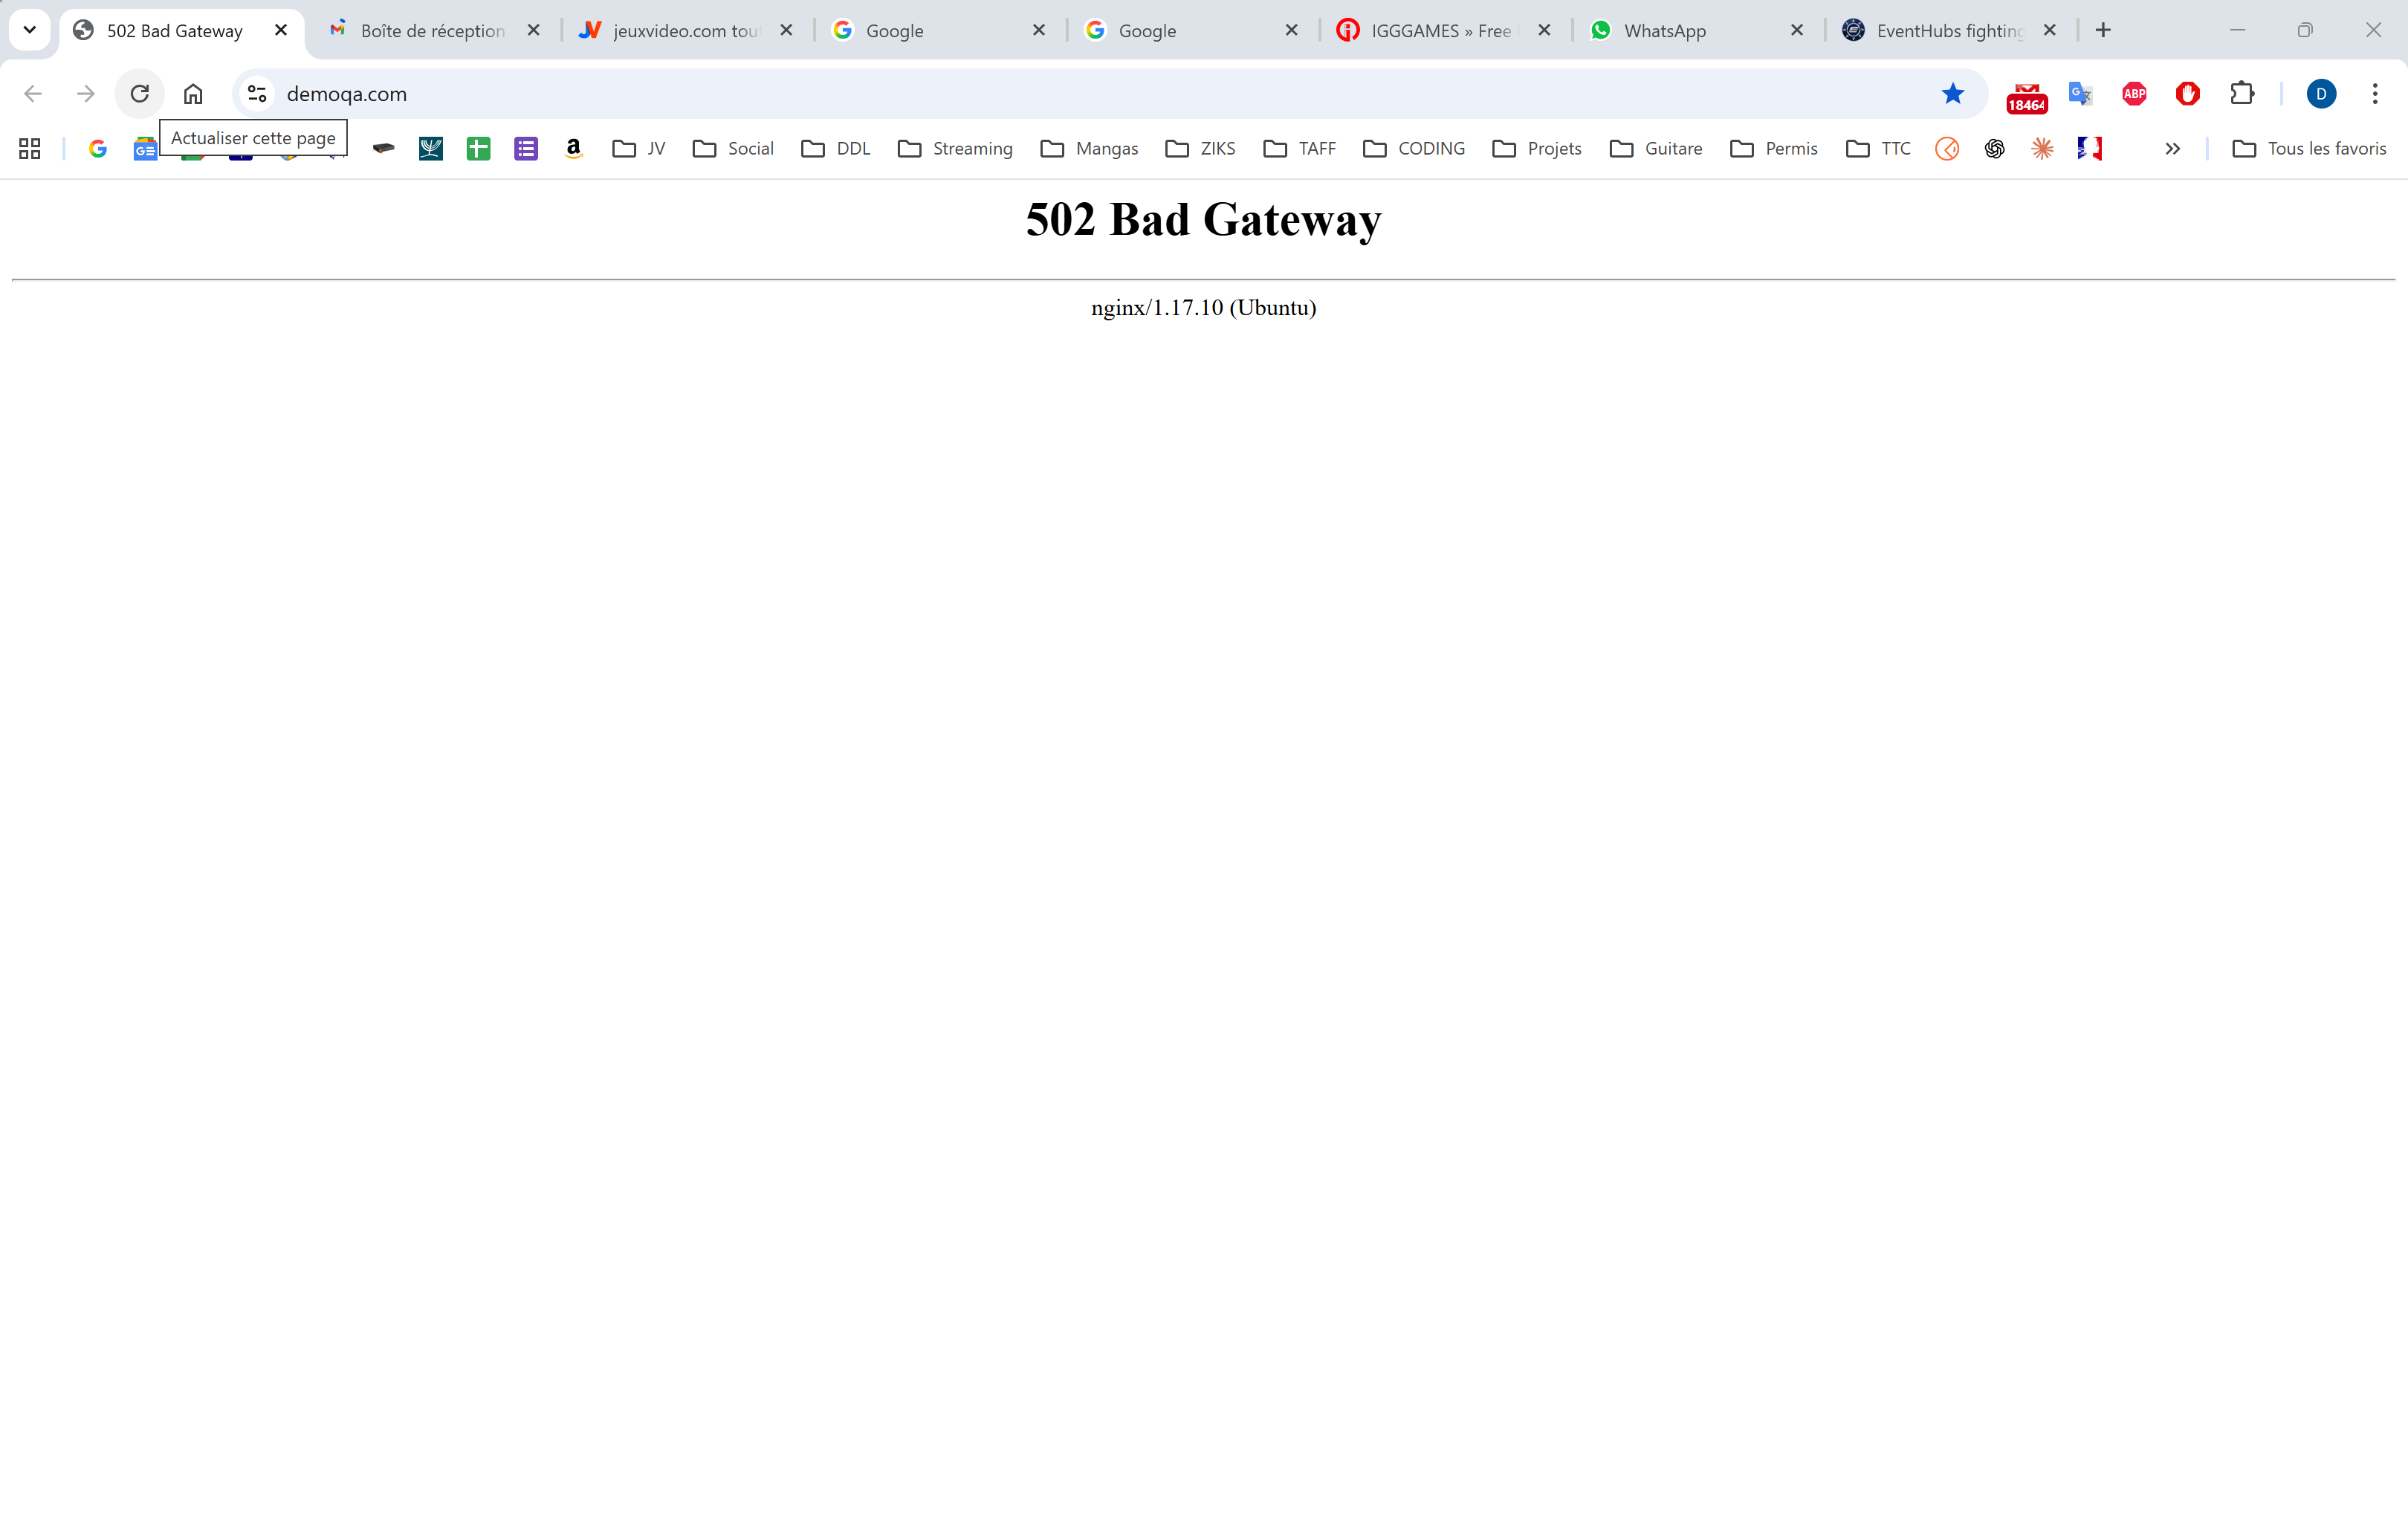 502 Bad Gateway
Boîte de réception
jeuxvideo.com tout
Google
Google
IGGGAMES » Free
WhatsApp
EventHubs fighting
demoqa.com
18464
ABP
D
Actualiser cette page
JV
Social
DDL
Streaming
Mangas
ZIKS
TAFF
CODING
Projets
Guitare
Permis
TTC
Tous les favoris
502 Bad Gateway
nginx/1.17.10 (Ubuntu)